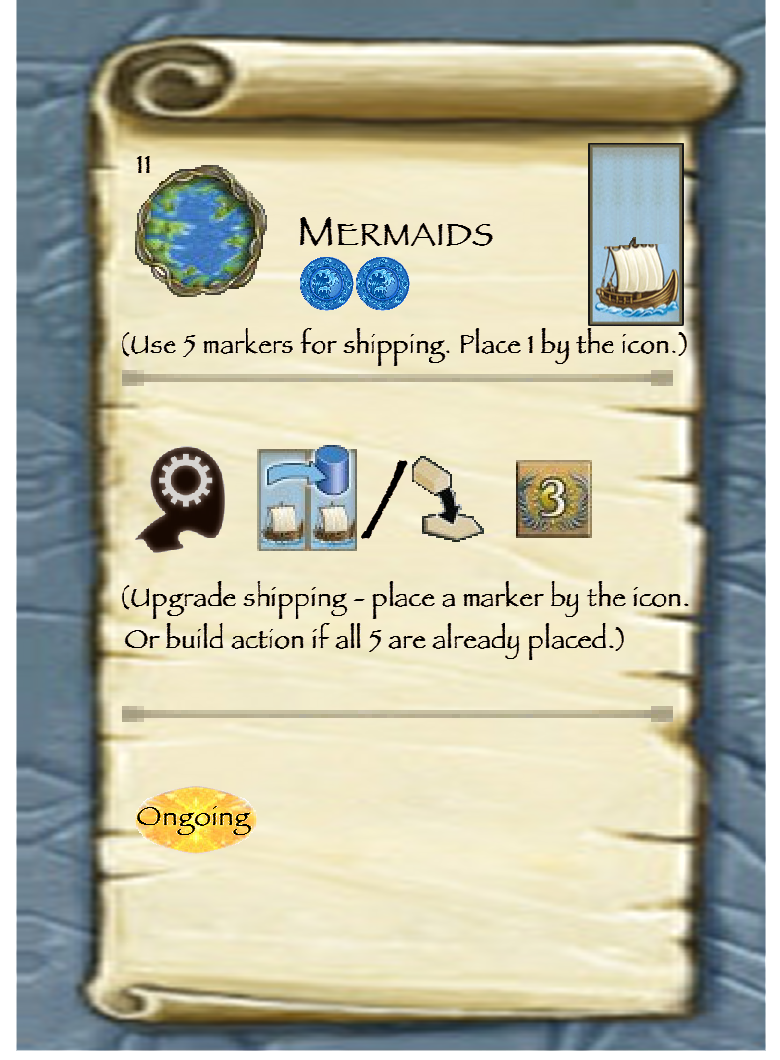 11
MERMAIDS
(Use 5 markers for shipping. Place 1 by the icon.)
3
(Upgrade shipping - place a marker by the icon.
Or build action if all 5 are already placed.)
Ongoing